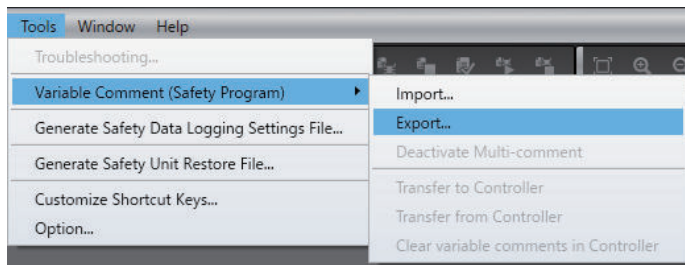 Tools Window Help
Troubleshooting...
Variable Comment (Safety Program)
Generate Safety Data Logging Settings File...
Generate Safety Unit Restore File...
Customize Shortcut Keys...
Option...
Import...
Export...
Deactivate Multi-comment
Transfer to Controller
Transfer from Controller
Clear variable comments in Controller